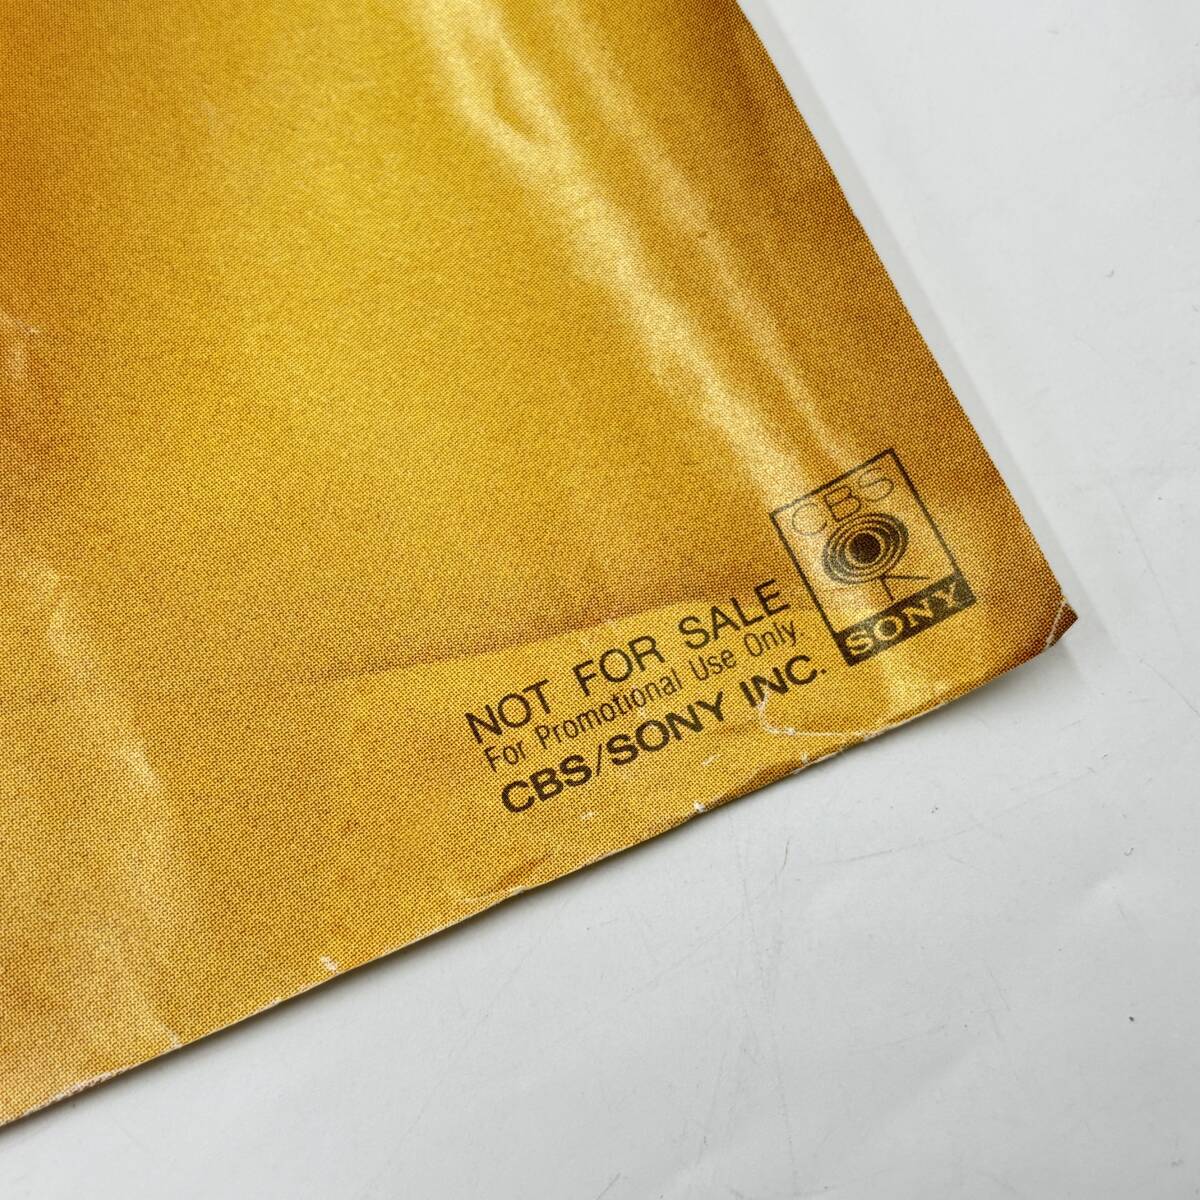 NOT FOR SALE
For Promotional Use Only
CBS/SONY INC.
CBS
SONY